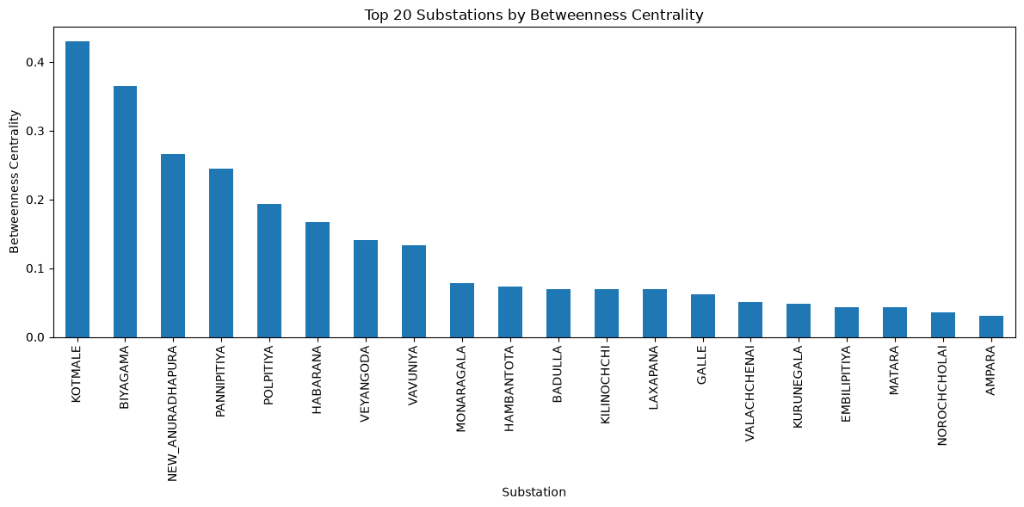 Top 20 Substations by Betweenness Centrality
Betweenness Centrality
0.4
0.3
0.2
0.1
0.0
KOTMALE
BIYAGAMA
NEW_ANURADHAPURA
PANNIPITIYA
POLPITIYA
HABARANA
VEYANGODA
VAVUNIYA
MONARAGALA
HAMBANTOTA
BADULLA
KILINOCHCHI
LAXAPANA
GALLE
VALACHCHENAI
KURUNEGALA
EMBILIPITIYA
MATARA
NOROCHCHOLAI
AMPARA
Substation